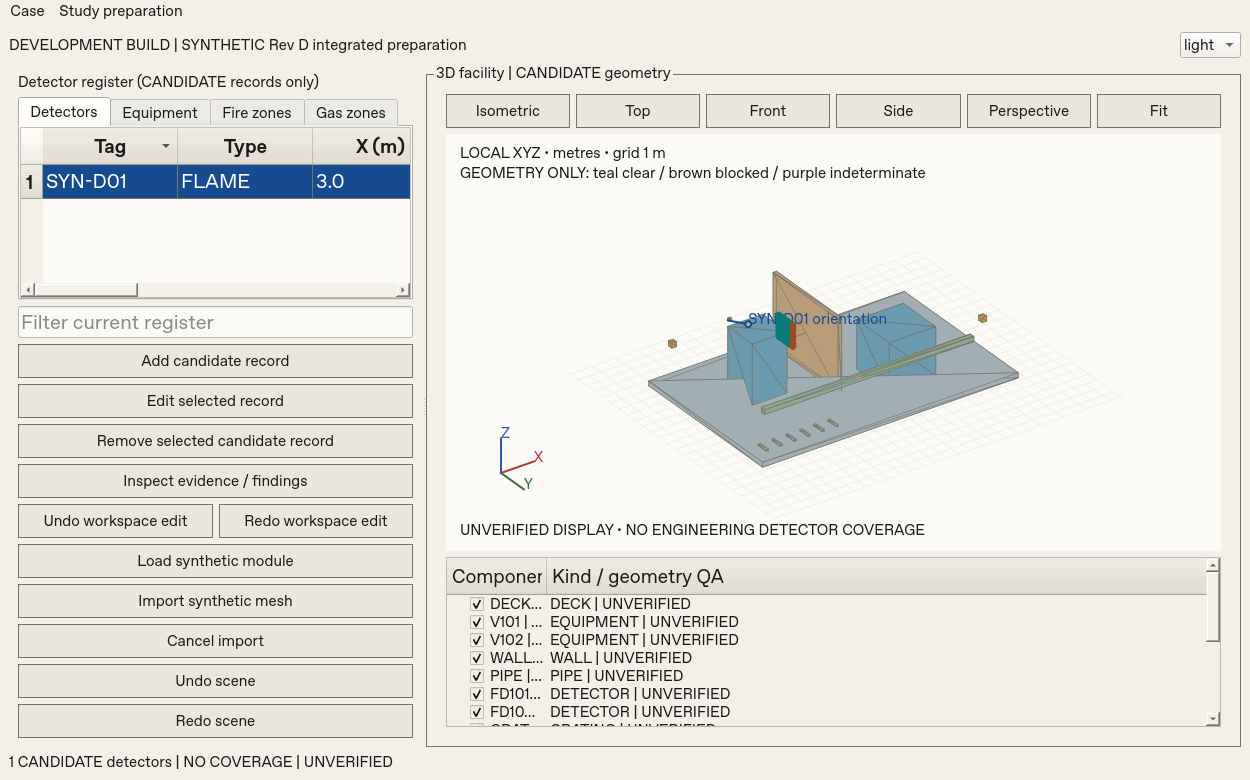 Case Study preparation
DEVELOPMENT BUILD | SYNTHETIC Rev D integrated preparation
light
Detector register (CANDIDATE records only)
Detectors Equipment Fire zones Gas zones
Tag Type X (m)
1 SYN-D01 FLAME 3.0
Filter current register
Add candidate record
Edit selected record
Remove selected candidate record
Inspect evidence / findings
Undo workspace edit Redo workspace edit
Load synthetic module
Import synthetic mesh
Cancel import
Undo scene
Redo scene
3D facility | CANDIDATE geometry
Isometric Top Front Side Perspective Fit
LOCAL XYZ • metres • grid 1 m
GEOMETRY ONLY: teal clear / brown blocked / purple indeterminate
SYN-D01 orientation
Z
X
Y
UNVERIFIED DISPLAY • NO ENGINEERING DETECTOR COVERAGE
Componer Kind / geometry QA
DECK... DECK | UNVERIFIED
V101 | ... EQUIPMENT | UNVERIFIED
V102 | ... EQUIPMENT | UNVERIFIED
WALL... WALL | UNVERIFIED
PIPE |... PIPE | UNVERIFIED
FD101... DETECTOR | UNVERIFIED
FD10... DETECTOR | UNVERIFIED
1 CANDIDATE detectors | NO COVERAGE | UNVERIFIED